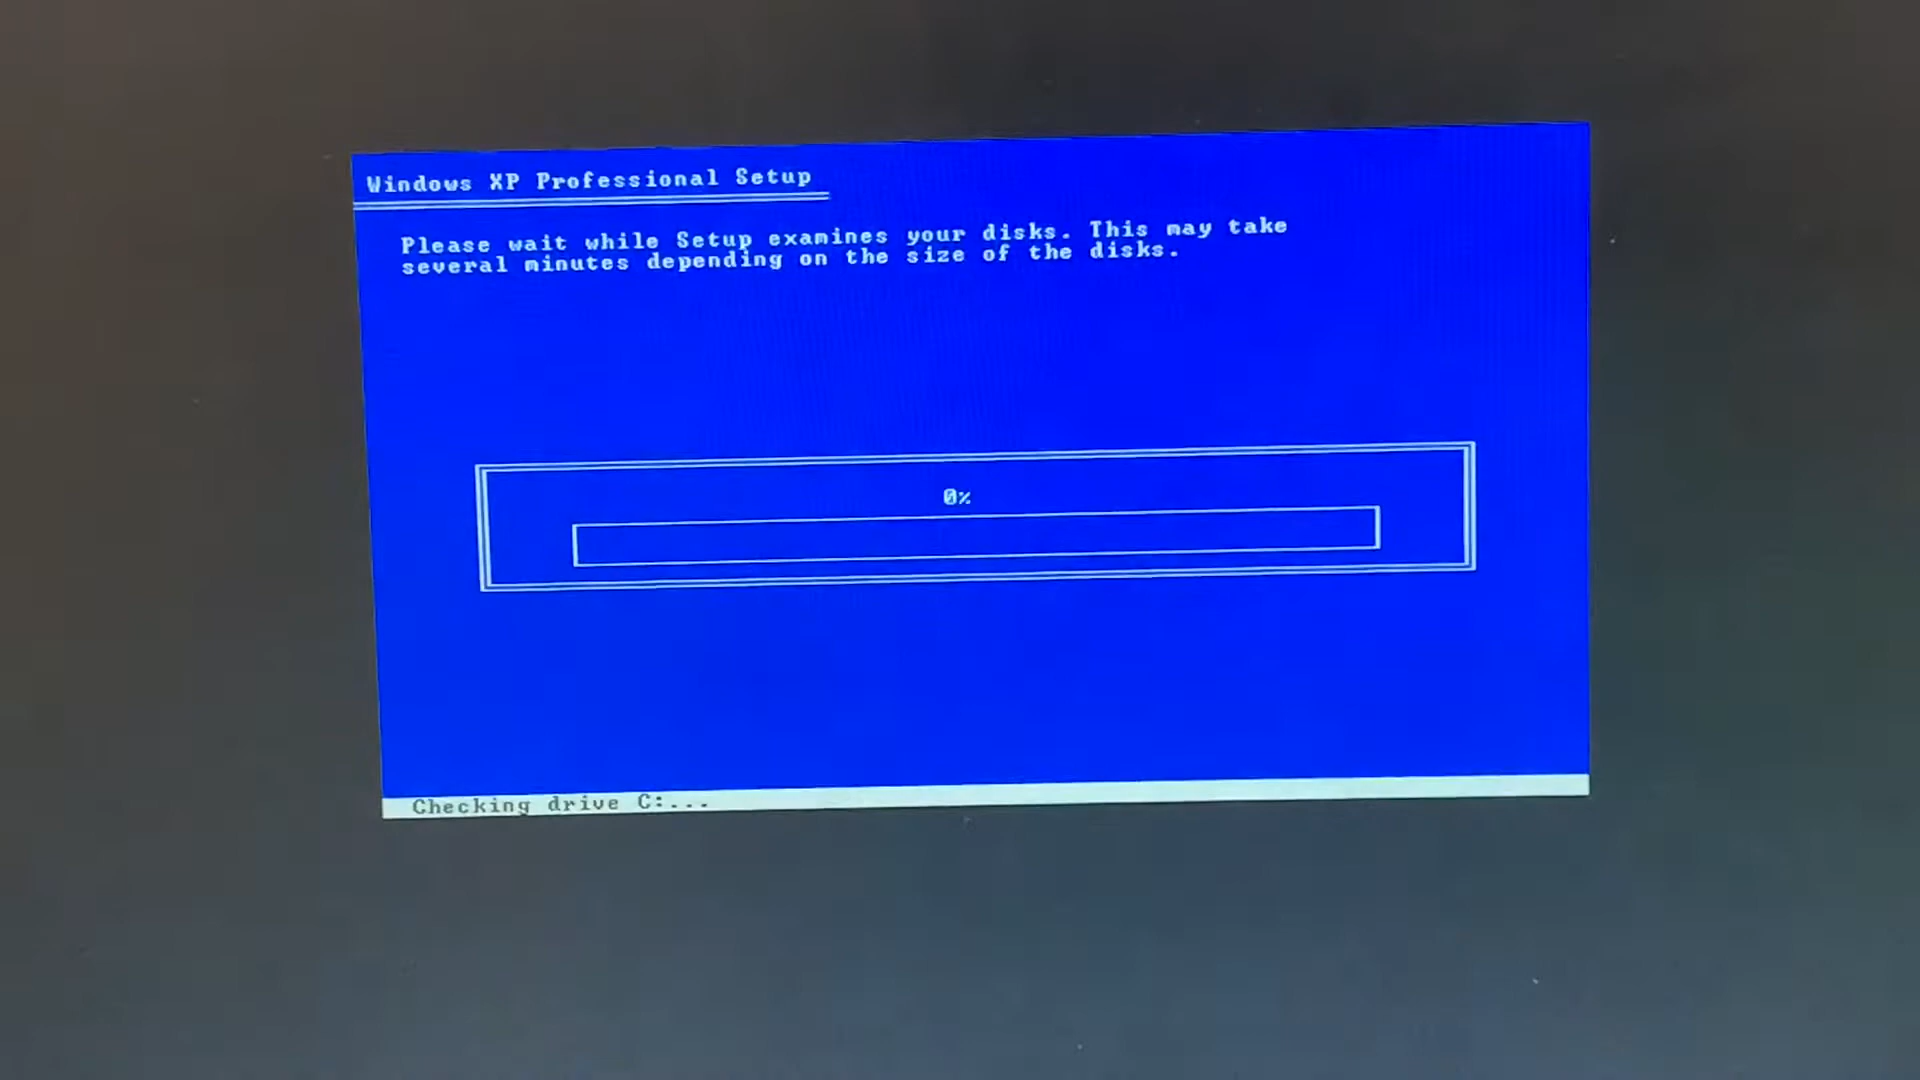 Windows XP Professional Setup
Please wait while Setup examines your disks. This may take
several minutes depending on the size of the disks.
0%
Checking drive C:...